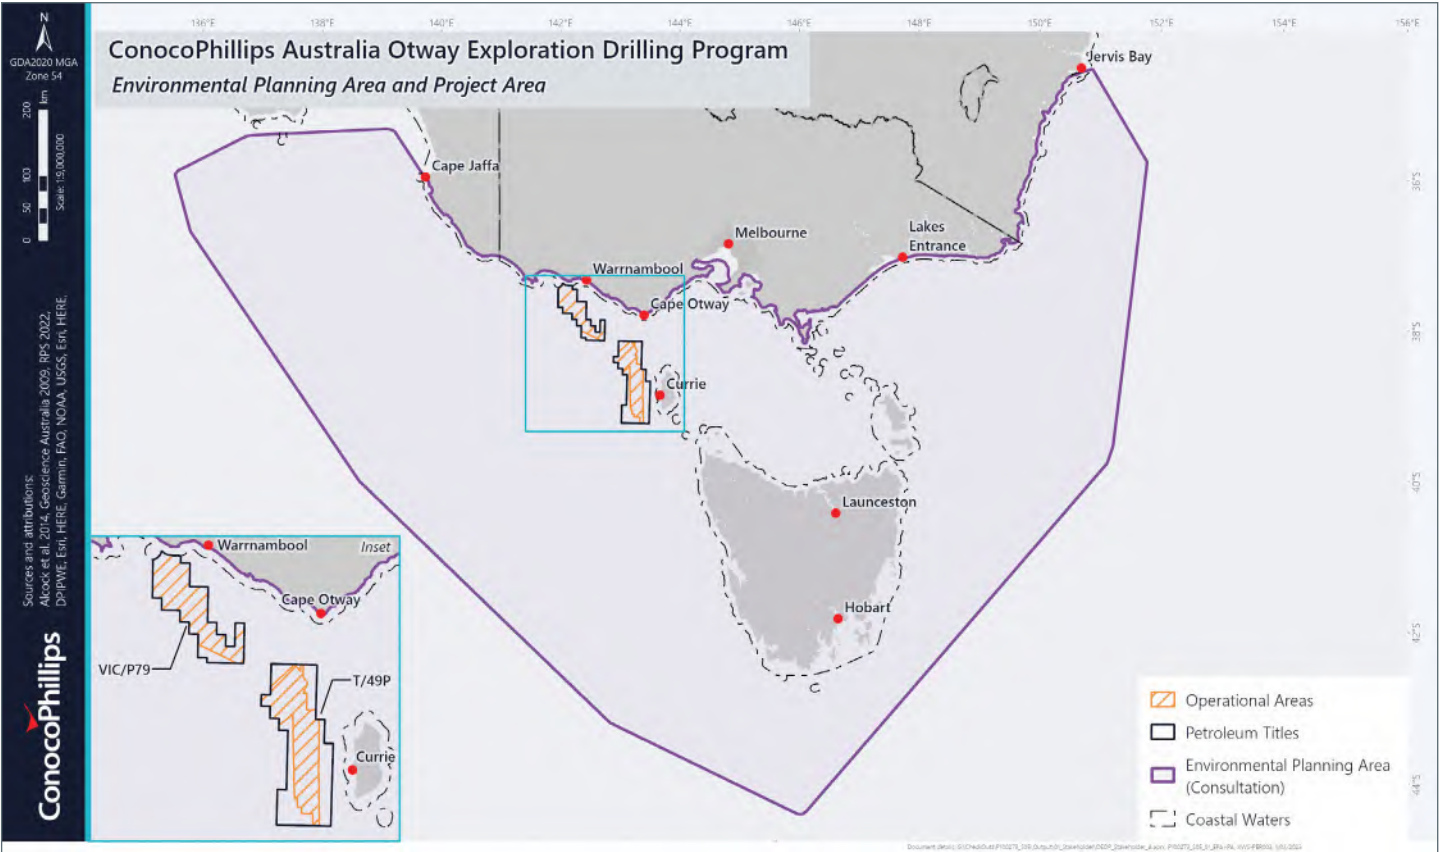 136°E 138°E 140°E 142°E 144°E 146°E 148°E 150°E 152°E 154°E 156°E
N
GDA2020 MGA
Zone 54
0 50 100 200
km
Scale: 1:9,000,000
ConocoPhillips Australia Otway Exploration Drilling Program
Environmental Planning Area and Project Area
Jervis Bay
Cape Jaffa
Melbourne
Lakes
Entrance
Warrnambool
Cape Otway
Currie
Launceston
Hobart
36°S
38°S
40°S
42°S
44°S
Sources and attributions:
Alcock et al. 2014, Geoscience Australia 2009, RPS 2022,
DPIPWE, Esri, HERE, Garmin, FAO, NOAA, USGS, Esri, HERE,
ConocoPhillips
Warrnambool
Inset
Cape Otway
VIC/P79
T/49P
Currie
Operational Areas
Petroleum Titles
Environmental Planning Area
(Consultation)
Coastal Waters